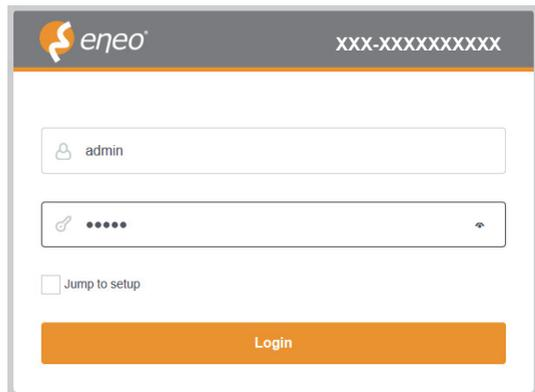 eneo
XXX-XXXXXXXXXX
admin
•••••
Jump to setup
Login